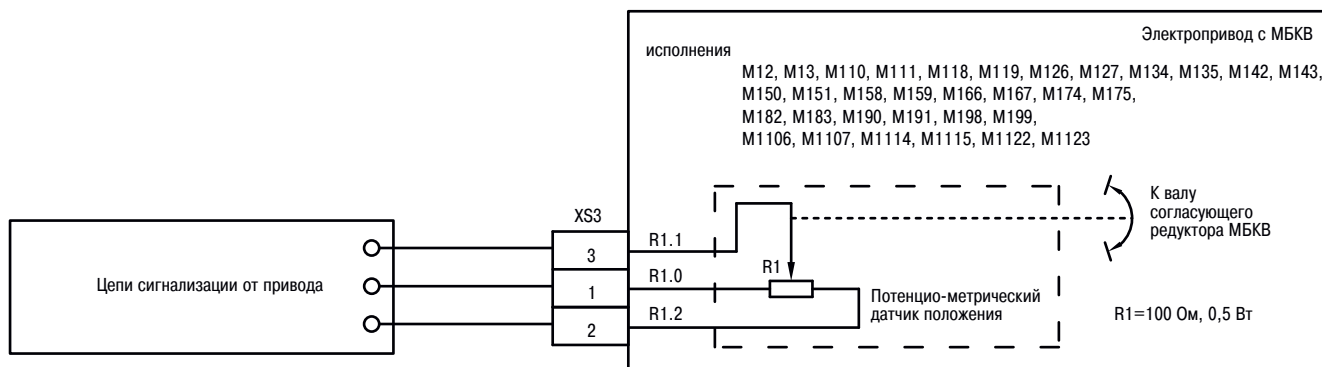 Электропривод с МБКВ
исполнения
М12, М13, М110, М111, М118, М119, М126, М127, М134, М135, М142, М143,
М150, М151, М158, М159, М166, М167, М174, М175,
М182, М183, М190, М191, М198, М199,
М1106, М1107, М1114, М1115, М1122, М1123
К валу
согласующего
редуктора МБКВ
XS3
3
R1.1
R1
Цепи сигнализации от привода
1
R1.0
2
R1.2
Потенцио-метрический
датчик положения
R1=100 Ом, 0,5 Вт